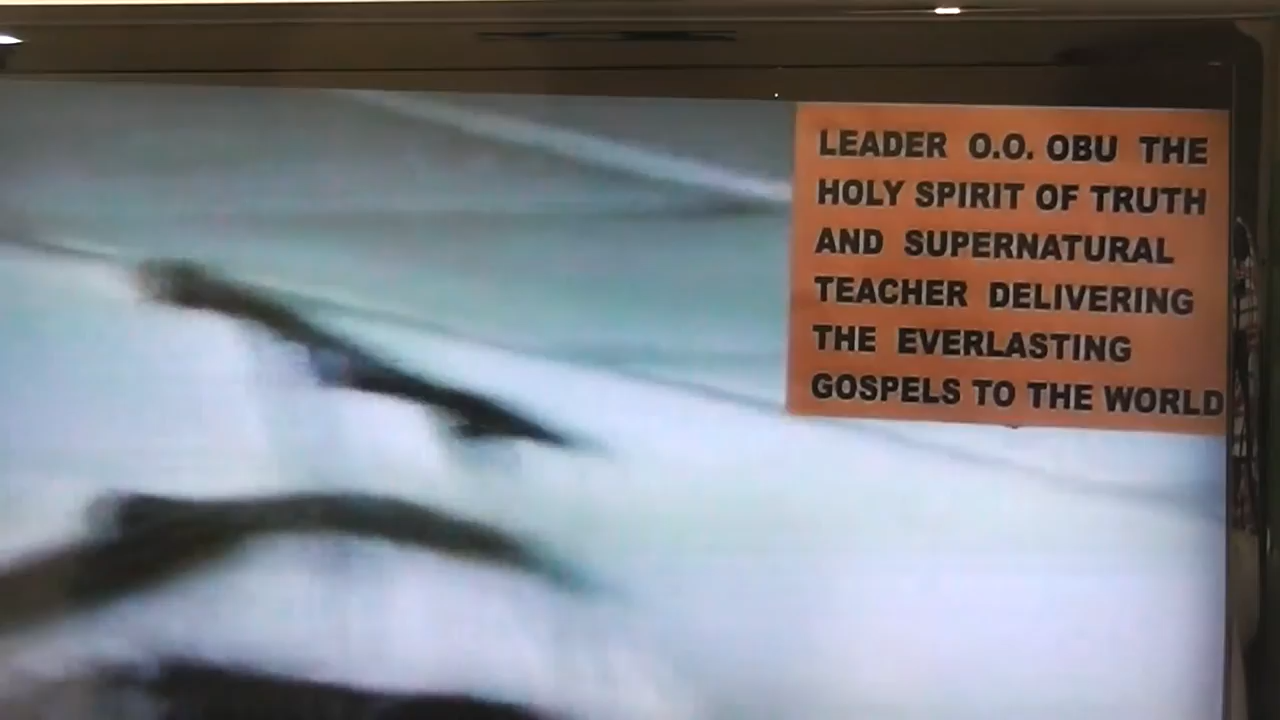 LEADER O.O. OBU THE
HOLY SPIRIT OF TRUTH
AND SUPERNATURAL
TEACHER DELIVERING
THE EVERLASTING
GOSPELS TO THE WORLD